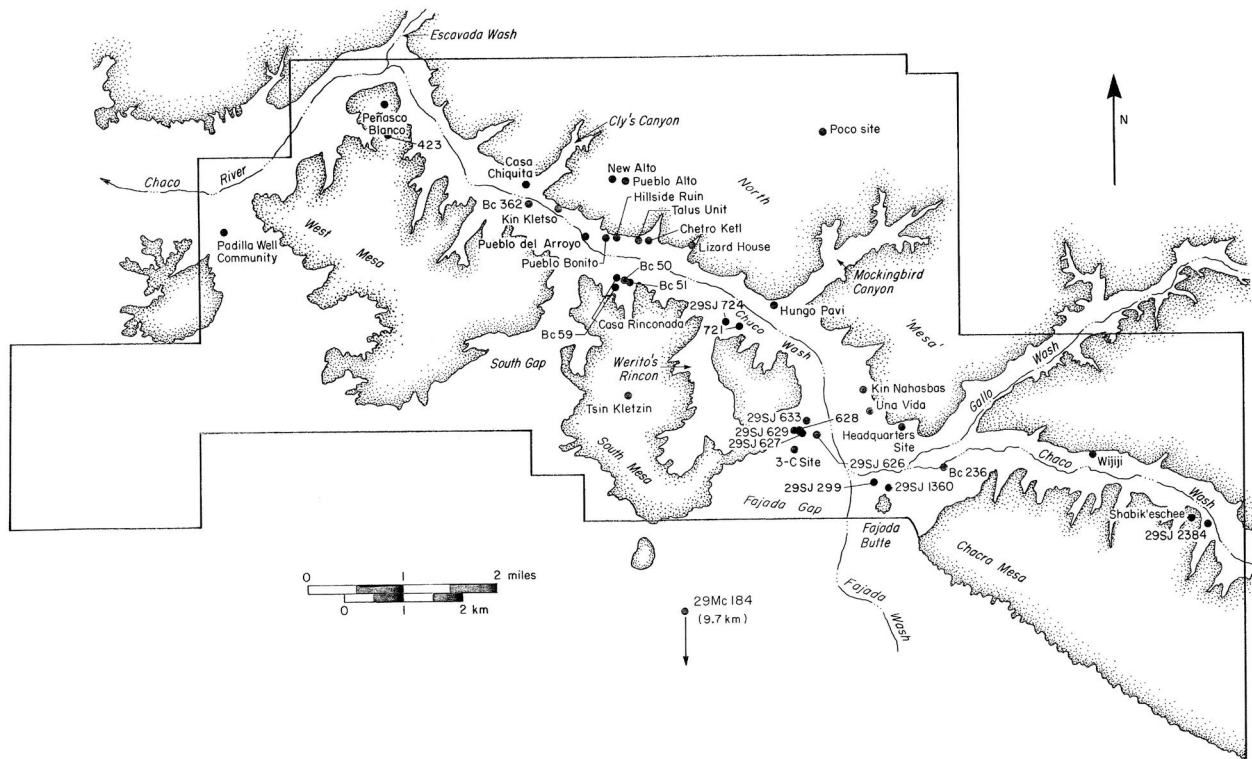 Escavada Wash
N
Peñasco
Blanco
423
Cly's Canyon
Poco site
Chaco
River
Casa
Chiquita
New Alto
Pueblo Alto
Hillside Ruin
Talus Unit
North
Bc 362
Kin Kletso
Chetro Ketl
Lizard House
West
Mesa
Padilla Well
Community
Pueblo del Arroyo
Pueblo Bonito
Mockingbird
Canyon
Bc 50
Bc 51
29SJ 724
721
Chuco
Wash
Hungo Pavi
'Mesa'
Casa Rinconada
Bc 59
South Gap
Werito's
Rincon
Gallo
Wash
Kin Nahasbas
Una Vida
Tsin Kletzin
29SJ 633
628
29SJ 629
29SJ 627
Headquarters
Site
3-C Site
29SJ 626
Bc 236
Chaco
Wash
Wijiji
South Mesa
29SJ 299
29SJ 1360
Fajada Gap
Fajada
Butte
Shabik'eschee
29SJ 2384
Chacra Mesa
0 1 2 miles
0 1 2 km
29Mc 184
(9.7 km)
Fajada
Wash